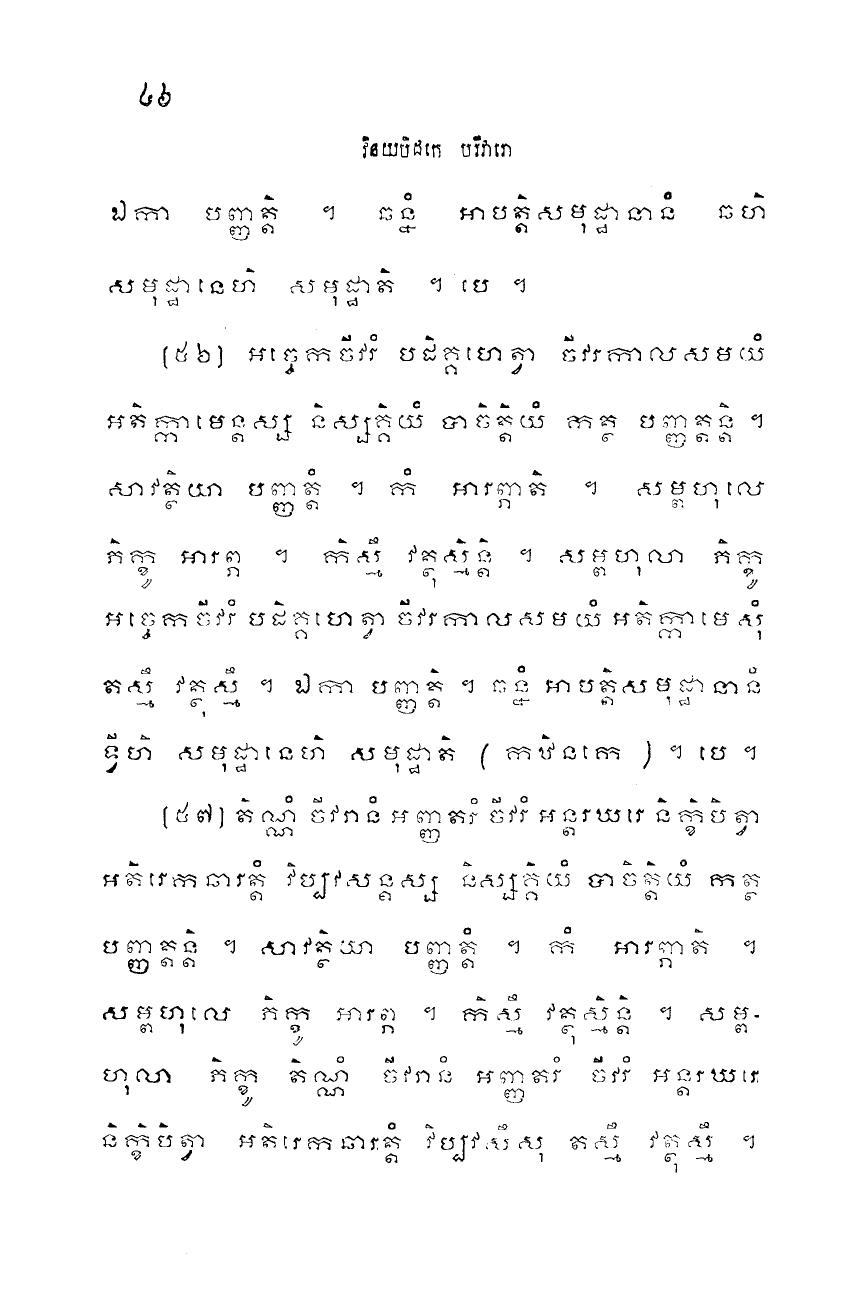 ៤៦
វិនយបិដកេ បរិវារោ
ឯកា បញ្ញត្តិ ។ ឆន្នំ អាបត្តិសមុដ្ឋានានំ ឆហិ
សមុដ្ឋានេហិ សមុដ្ឋាតិ ។ បេ ។
(៥៦) អច្ចេកចីវរំ បដិគ្គហេត្វា ចីវរកាលសមយំ
អតិក្កាមេន្តស្ស និស្សគ្គិយំ បាចិត្តិយំ កត្ថ បញ្ញត្តន្តិ ។
សាវត្ថិយា បញ្ញត្តំ ។ កំ អារព្ភាតិ ។ សម្ពហុលេ
ភិក្ខូ អារព្ភ ។ កិស្មឹ វត្ថុស្មិន្តិ ។ សម្ពហុលា ភិក្ខូ
អច្ចេកចីវរំ បដិគ្គហេត្វា ចីវរកាលសមយំ អតិក្កាមេសុំ
តស្មឹ វត្ថុស្មឹ ។ ឯកា បញ្ញត្តិ ។ ឆន្នំ អាបត្តិសមុដ្ឋានានំ
ទ្វីហិ សមុដ្ឋានេហិ សមុដ្ឋាតិ ( កឋិនកេ ) ។ បេ ។
(៥៧) តិណ្ណំ ចីវរានំ អញ្ញតរំ ចីវរំ អន្តរឃរេ និក្ខិបិត្វា
អតិរេកឆារត្តំ វិប្បវសន្តស្ស និស្សគ្គិយំ បាចិត្តិយំ កត្ថ
បញ្ញត្តន្តិ ។ សាវត្ថិយា បញ្ញត្តំ ។ កំ អារព្ភាតិ ។
សម្ពហុលេ ភិក្ខូ អារព្ភ ។ កិស្មឹ វត្ថុស្មិន្តិ ។ សម្ព-
ហុលា ភិក្ខូ តិណ្ណំ ចីវរានំ អញ្ញតរំ ចីវរំ អន្តរឃរេ
និក្ខិបិត្វា អតិរេកឆារត្តំ វិប្បវសឹសុ តស្មឹ វត្ថុស្មឹ ។